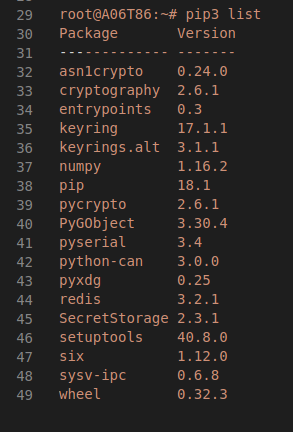 29 root@A06T86:~# pip3 list
30 Package Version
31 ------------- -------
32 asn1crypto 0.24.0
33 cryptography 2.6.1
34 entrypoints 0.3
35 keyring 17.1.1
36 keyrings.alt 3.1.1
37 numpy 1.16.2
38 pip 18.1
39 pycrypto 2.6.1
40 PyGObject 3.30.4
41 pyserial 3.4
42 python-can 3.0.0
43 pyxdg 0.25
44 redis 3.2.1
45 SecretStorage 2.3.1
46 setuptools 40.8.0
47 six 1.12.0
48 sysv-ipc 0.6.8
49 wheel 0.32.3